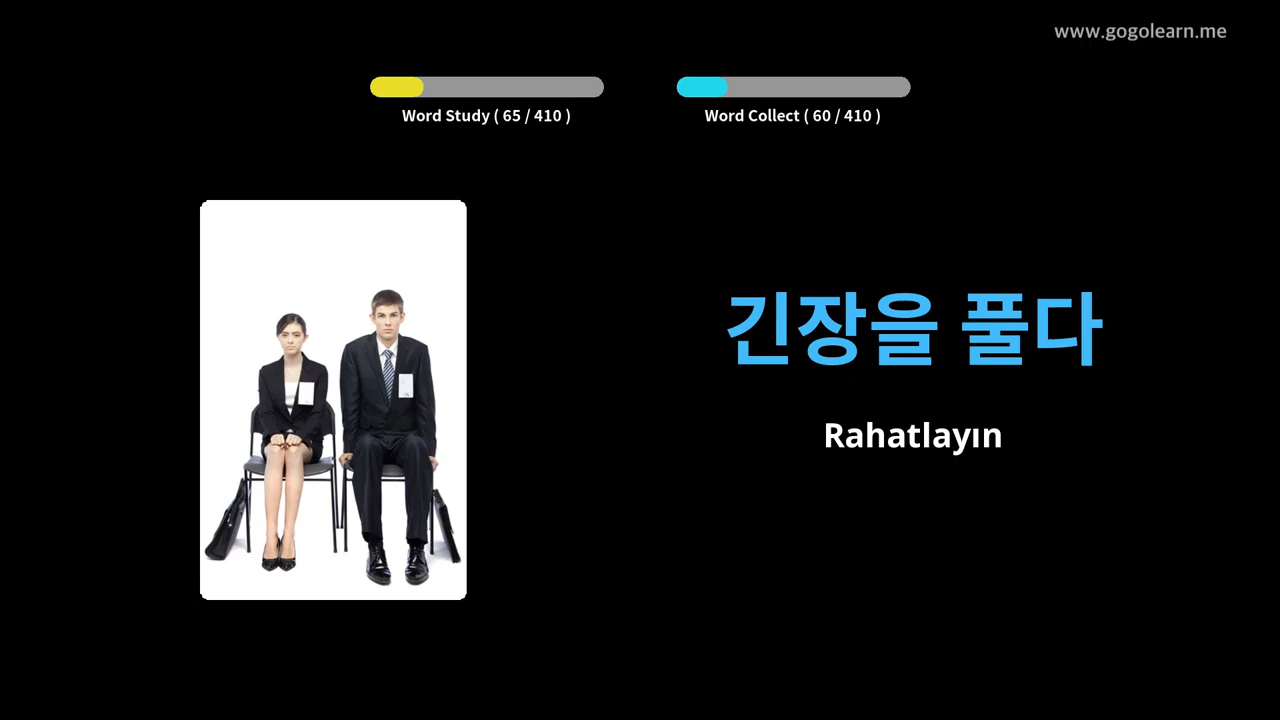 www.gogolearn.me
Word Study ( 65 / 410 )
Word Collect ( 60 / 410 )
긴장을 풀다
Rahatlayın